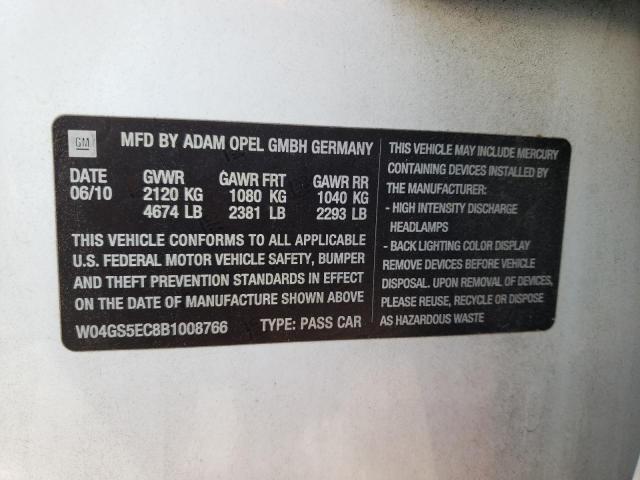 GM
MFD BY ADAM OPEL GMBH GERMANY
DATE GVWR GAWR FRT GAWR RR
06/10 2120 KG 1080 KG 1040 KG
4674 LB 2381 LB 2293 LB
THIS VEHICLE CONFORMS TO ALL APPLICABLE
U.S. FEDERAL MOTOR VEHICLE SAFETY, BUMPER
AND THEFT PREVENTION STANDARDS IN EFFECT
ON THE DATE OF MANUFACTURE SHOWN ABOVE
W04GS5EC8B1008766 TYPE: PASS CAR
THIS VEHICLE MAY INCLUDE MERCURY
CONTAINING DEVICES INSTALLED BY
THE MANUFACTURER:
- HIGH INTENSITY DISCHARGE
HEADLAMPS
- BACK LIGHTING COLOR DISPLAY
REMOVE DEVICES BEFORE VEHICLE
DISPOSAL. UPON REMOVAL OF DEVICES,
PLEASE REUSE, RECYCLE OR DISPOSE
AS HAZARDOUS WASTE